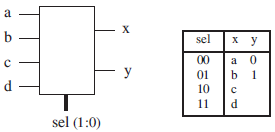 a
b
c
d
x
y
sel (1:0)
sel x y
00 a 0
01 b 1
10 c
11 d